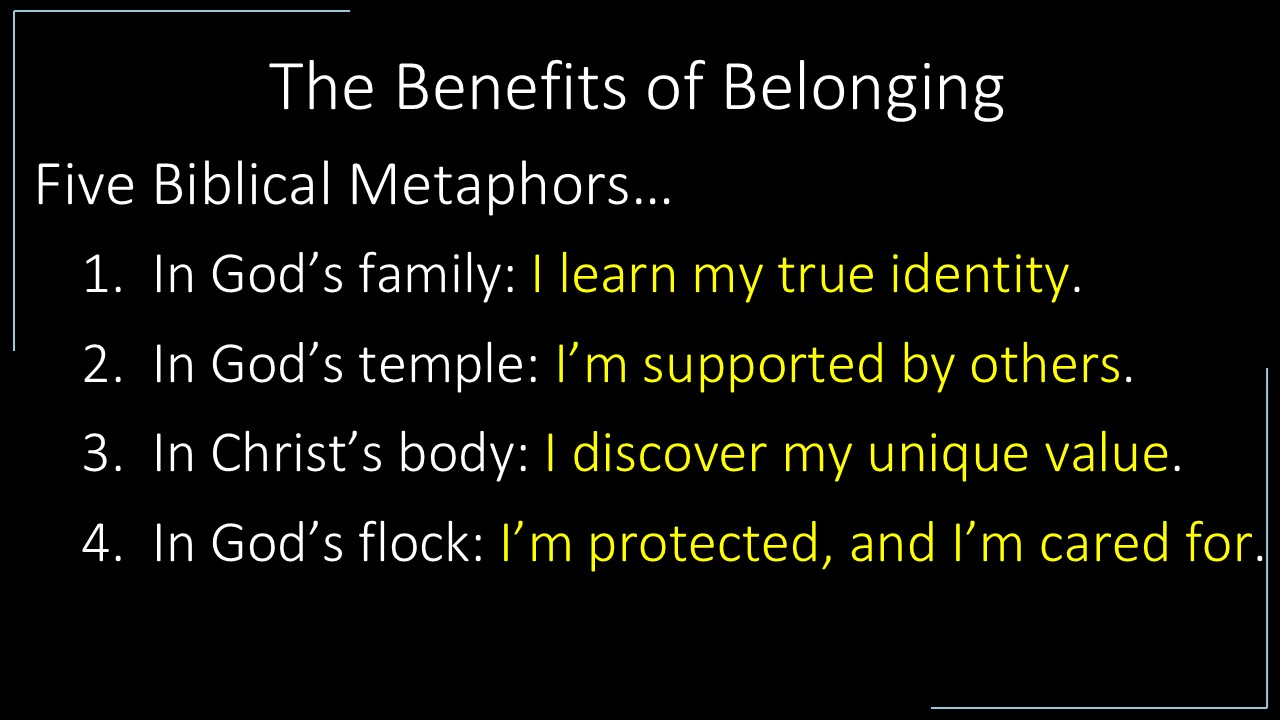 The Benefits of Belonging
Five Biblical Metaphors...
1. In God’s family: I learn my true identity.
2. In God’s temple: I’m supported by others.
3. In Christ’s body: I discover my unique value.
4. In God’s flock: I’m protected, and I’m cared for.